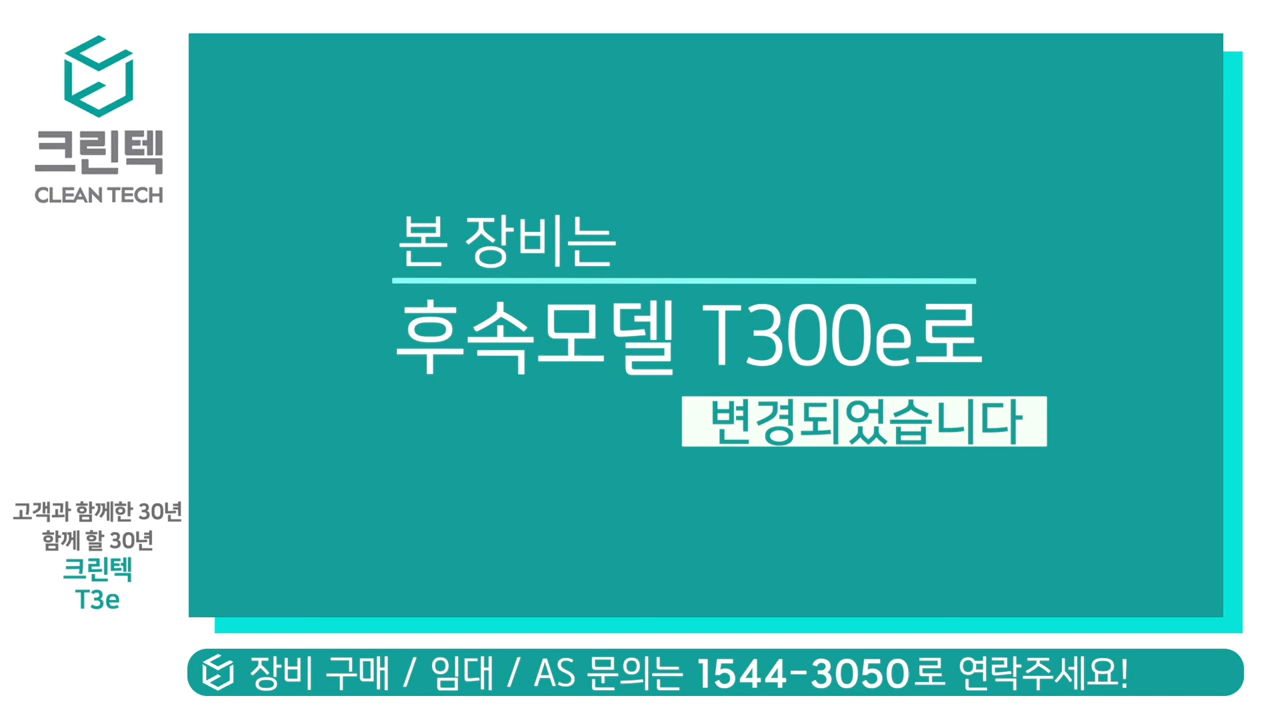 크린텍
CLEAN TECH
본 장비는
후속모델 T300e로
변경되었습니다
고객과 함께한 30년
함께 할 30년
크린텍
T3e
장비 구매 / 임대 / AS 문의는 1544-3050로 연락주세요!